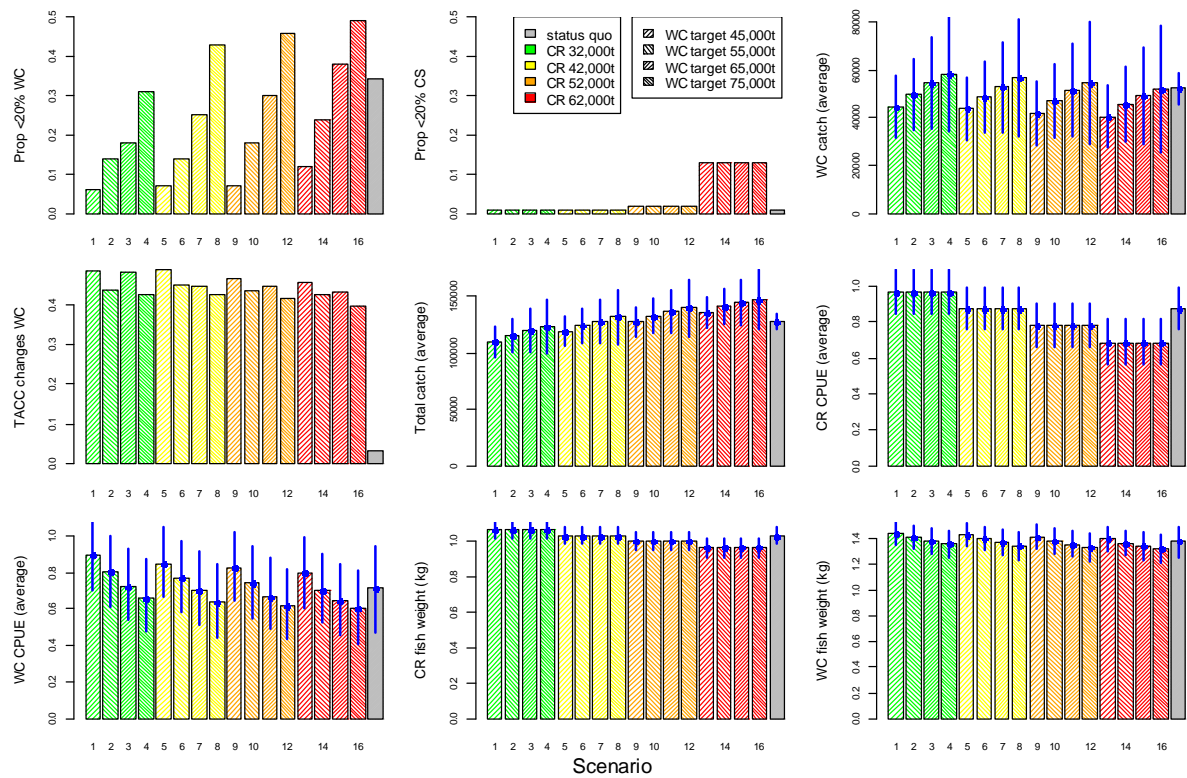 Prop <20% WC
0.0 0.1 0.2 0.3 0.4 0.5
1 2 3 4 5 6 7 8 9 10 12 14 16
Prop <20% CS
0.0 0.1 0.2 0.3 0.4 0.5
1 2 3 4 5 6 7 8 9 10 12 14 16
status quo
CR 32,000t
CR 42,000t
CR 52,000t
CR 62,000t
WC target 45,000t
WC target 55,000t
WC target 65,000t
WC target 75,000t
WC catch (average)
0 20000 40000 60000 80000
1 2 3 4 5 6 7 8 9 10 12 14 16
TACC changes WC
0.0 0.1 0.2 0.3 0.4
1 2 3 4 5 6 7 8 9 10 12 14 16
Total catch (average)
0 50000 100000 150000
1 2 3 4 5 6 7 8 9 10 12 14 16
CR CPUE (average)
0.0 0.2 0.4 0.6 0.8 1.0
1 2 3 4 5 6 7 8 9 10 12 14 16
WC CPUE (average)
0.0 0.2 0.4 0.6 0.8 1.0
1 2 3 4 5 6 7 8 9 10 12 14 16
CR fish weight (kg)
0.0 0.2 0.4 0.6 0.8 1.0
1 2 3 4 5 6 7 8 9 10 12 14 16
WC fish weight (kg)
0.0 0.2 0.4 0.6 0.8 1.0 1.2 1.4
1 2 3 4 5 6 7 8 9 10 12 14 16
Scenario